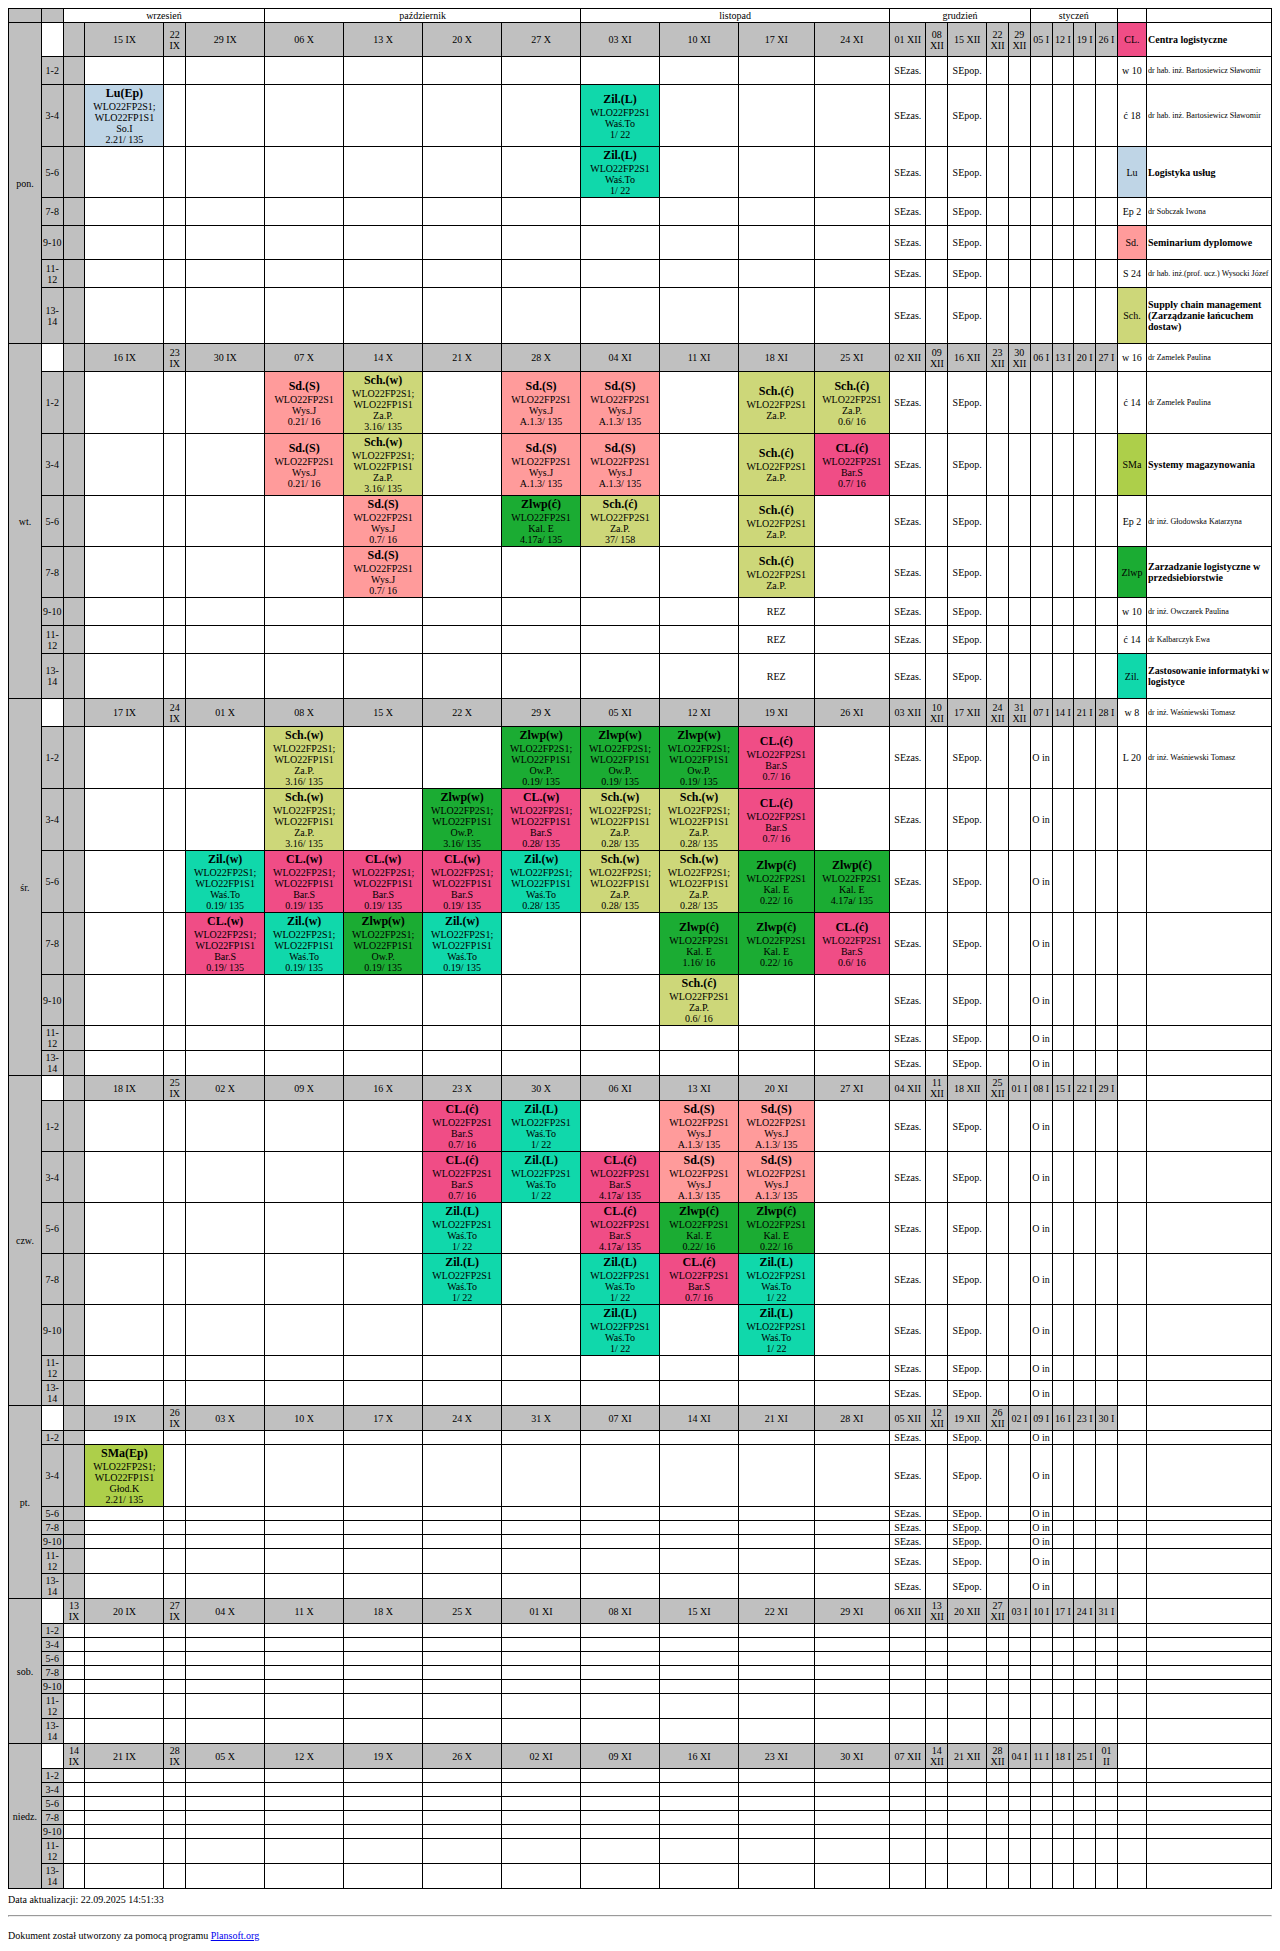 wrzesień październik listopad grudzień styczeń
pon. 15 IX 22 IX 29 IX 06 X 13 X 20 X 27 X 03 XI 10 XI 17 XI 24 XI 01 XII 08 XII 15 XII 22 XII 29 XII 05 I 12 I 19 I 26 I CL. Centra logistyczne
1-2 SEzas. SEpop. w 10 dr hab. inż. Bartosiewicz Sławomir
3-4 Lu(Ep) WLO22FP2S1; WLO22FP1S1 So.I 2.21/ 135 Zil.(L) WLO22FP2S1 Waś.To 1/ 22 SEzas. SEpop. ć 18 dr hab. inż. Bartosiewicz Sławomir
5-6 Zil.(L) WLO22FP2S1 Waś.To 1/ 22 SEzas. SEpop. Lu Logistyka usług
7-8 SEzas. SEpop. Ep 2 dr Sobczak Iwona
9-10 SEzas. SEpop. Sd. Seminarium dyplomowe
11-12 SEzas. SEpop. S 24 dr hab. inż.(prof. ucz.) Wysocki Józef
13-14 SEzas. SEpop. Sch. Supply chain management (Zarządzanie łańcuchem dostaw)
wt. 16 IX 23 IX 30 IX 07 X 14 X 21 X 28 X 04 XI 11 XI 18 XI 25 XI 02 XII 09 XII 16 XII 23 XII 30 XII 06 I 13 I 20 I 27 I w 16 dr Zamelek Paulina
1-2 Sd.(S) WLO22FP2S1 Wys.J 0.21/ 16 Sch.(w) WLO22FP2S1; WLO22FP1S1 Za.P. 3.16/ 135 Sd.(S) WLO22FP2S1 Wys.J A.1.3/ 135 Sd.(S) WLO22FP2S1 Wys.J A.1.3/ 135 Sch.(ć) WLO22FP2S1 Za.P. Sch.(ć) WLO22FP2S1 Za.P. 0.6/ 16 SEzas. SEpop. ć 14 dr Zamelek Paulina
3-4 Sd.(S) WLO22FP2S1 Wys.J 0.21/ 16 Sch.(w) WLO22FP2S1; WLO22FP1S1 Za.P. 3.16/ 135 Sd.(S) WLO22FP2S1 Wys.J A.1.3/ 135 Sd.(S) WLO22FP2S1 Wys.J A.1.3/ 135 Sch.(ć) WLO22FP2S1 Za.P. CL.(ć) WLO22FP2S1 Bar.S 0.7/ 16 SEzas. SEpop. SMa Systemy magazynowania
5-6 Sd.(S) WLO22FP2S1 Wys.J 0.7/ 16 Zlwp(ć) WLO22FP2S1 Kal. E 4.17a/ 135 Sch.(ć) WLO22FP2S1 Za.P. 37/ 158 Sch.(ć) WLO22FP2S1 Za.P. SEzas. SEpop. Ep 2 dr inż. Głodowska Katarzyna
7-8 Sd.(S) WLO22FP2S1 Wys.J 0.7/ 16 Sch.(ć) WLO22FP2S1 Za.P. SEzas. SEpop. Zlwp Zarzadzanie logistyczne w przedsiebiorstwie
9-10 REZ SEzas. SEpop. w 10 dr inż. Owczarek Paulina
11-12 REZ SEzas. SEpop. ć 14 dr Kalbarczyk Ewa
13-14 REZ SEzas. SEpop. Zil. Zastosowanie informatyki w logistyce
śr. 17 IX 24 IX 01 X 08 X 15 X 22 X 29 X 05 XI 12 XI 19 XI 26 XI 03 XII 10 XII 17 XII 24 XII 31 XII 07 I 14 I 21 I 28 I w 8 dr inż. Waśniewski Tomasz
1-2 Sch.(w) WLO22FP2S1; WLO22FP1S1 Za.P. 3.16/ 135 Zlwp(w) WLO22FP2S1; WLO22FP1S1 Ow.P. 0.19/ 135 Zlwp(w) WLO22FP2S1; WLO22FP1S1 Ow.P. 0.19/ 135 Zlwp(w) WLO22FP2S1; WLO22FP1S1 Ow.P. 0.19/ 135 CL.(ć) WLO22FP2S1 Bar.S 0.7/ 16 SEzas. SEpop. O in L 20 dr inż. Waśniewski Tomasz
3-4 Sch.(w) WLO22FP2S1; WLO22FP1S1 Za.P. 3.16/ 135 Zlwp(w) WLO22FP2S1; WLO22FP1S1 Ow.P. 3.16/ 135 CL.(w) WLO22FP2S1; WLO22FP1S1 Bar.S 0.28/ 135 Sch.(w) WLO22FP2S1; WLO22FP1S1 Za.P. 0.28/ 135 Sch.(w) WLO22FP2S1; WLO22FP1S1 Za.P. 0.28/ 135 CL.(ć) WLO22FP2S1 Bar.S 0.7/ 16 SEzas. SEpop. O in
5-6 Zil.(w) WLO22FP2S1; WLO22FP1S1 Waś.To 0.19/ 135 CL.(w) WLO22FP2S1; WLO22FP1S1 Bar.S 0.19/ 135 CL.(w) WLO22FP2S1; WLO22FP1S1 Bar.S 0.19/ 135 CL.(w) WLO22FP2S1; WLO22FP1S1 Bar.S 0.19/ 135 Zil.(w) WLO22FP2S1; WLO22FP1S1 Waś.To 0.28/ 135 Sch.(w) WLO22FP2S1; WLO22FP1S1 Za.P. 0.28/ 135 Sch.(w) WLO22FP2S1; WLO22FP1S1 Za.P. 0.28/ 135 Zlwp(ć) WLO22FP2S1 Kal. E 0.22/ 16 Zlwp(ć) WLO22FP2S1 Kal. E 4.17a/ 135 SEzas. SEpop. O in
7-8 CL.(w) WLO22FP2S1; WLO22FP1S1 Bar.S 0.19/ 135 Zil.(w) WLO22FP2S1; WLO22FP1S1 Waś.To 0.19/ 135 Zlwp(w) WLO22FP2S1; WLO22FP1S1 Ow.P. 0.19/ 135 Zil.(w) WLO22FP2S1; WLO22FP1S1 Waś.To 0.19/ 135 Zlwp(ć) WLO22FP2S1 Kal. E 1.16/ 16 Zlwp(ć) WLO22FP2S1 Kal. E 0.22/ 16 CL.(ć) WLO22FP2S1 Bar.S 0.6/ 16 SEzas. SEpop. O in
9-10 Sch.(ć) WLO22FP2S1 Za.P. 0.6/ 16 SEzas. SEpop. O in
11-12 SEzas. SEpop. O in
13-14 SEzas. SEpop. O in
czw. 18 IX 25 IX 02 X 09 X 16 X 23 X 30 X 06 XI 13 XI 20 XI 27 XI 04 XII 11 XII 18 XII 25 XII 01 I 08 I 15 I 22 I 29 I
1-2 CL.(ć) WLO22FP2S1 Bar.S 0.7/ 16 Zil.(L) WLO22FP2S1 Waś.To 1/ 22 Sd.(S) WLO22FP2S1 Wys.J A.1.3/ 135 Sd.(S) WLO22FP2S1 Wys.J A.1.3/ 135 SEzas. SEpop. O in
3-4 CL.(ć) WLO22FP2S1 Bar.S 0.7/ 16 Zil.(L) WLO22FP2S1 Waś.To 1/ 22 CL.(ć) WLO22FP2S1 Bar.S 4.17a/ 135 Sd.(S) WLO22FP2S1 Wys.J A.1.3/ 135 Sd.(S) WLO22FP2S1 Wys.J A.1.3/ 135 SEzas. SEpop. O in
5-6 Zil.(L) WLO22FP2S1 Waś.To 1/ 22 CL.(ć) WLO22FP2S1 Bar.S 4.17a/ 135 Zlwp(ć) WLO22FP2S1 Kal. E 0.22/ 16 Zlwp(ć) WLO22FP2S1 Kal. E 0.22/ 16 SEzas. SEpop. O in
7-8 Zil.(L) WLO22FP2S1 Waś.To 1/ 22 Zil.(L) WLO22FP2S1 Waś.To 1/ 22 CL.(ć) WLO22FP2S1 Bar.S 0.7/ 16 Zil.(L) WLO22FP2S1 Waś.To 1/ 22 SEzas. SEpop. O in
9-10 Zil.(L) WLO22FP2S1 Waś.To 1/ 22 Zil.(L) WLO22FP2S1 Waś.To 1/ 22 SEzas. SEpop. O in
11-12 SEzas. SEpop. O in
13-14 SEzas. SEpop. O in
pt. 19 IX 26 IX 03 X 10 X 17 X 24 X 31 X 07 XI 14 XI 21 XI 28 XI 05 XII 12 XII 19 XII 26 XII 02 I 09 I 16 I 23 I 30 I
1-2 SEzas. SEpop. O in
3-4 SMa(Ep) WLO22FP2S1; WLO22FP1S1 Głod.K 2.21/ 135 SEzas. SEpop. O in
5-6 SEzas. SEpop. O in
7-8 SEzas. SEpop. O in
9-10 SEzas. SEpop. O in
11-12 SEzas. SEpop. O in
13-14 SEzas. SEpop. O in
sob. 13 IX 20 IX 27 IX 04 X 11 X 18 X 25 X 01 XI 08 XI 15 XI 22 XI 29 XI 06 XII 13 XII 20 XII 27 XII 03 I 10 I 17 I 24 I 31 I
1-2
3-4
5-6
7-8
9-10
11-12
13-14
niedz. 14 IX 21 IX 28 IX 05 X 12 X 19 X 26 X 02 XI 09 XI 16 XI 23 XI 30 XI 07 XII 14 XII 21 XII 28 XII 04 I 11 I 18 I 25 I 01 II
1-2
3-4
5-6
7-8
9-10
11-12
13-14
Data aktualizacji: 22.09.2025 14:51:33
Dokument został utworzony za pomocą programu Plansoft.org